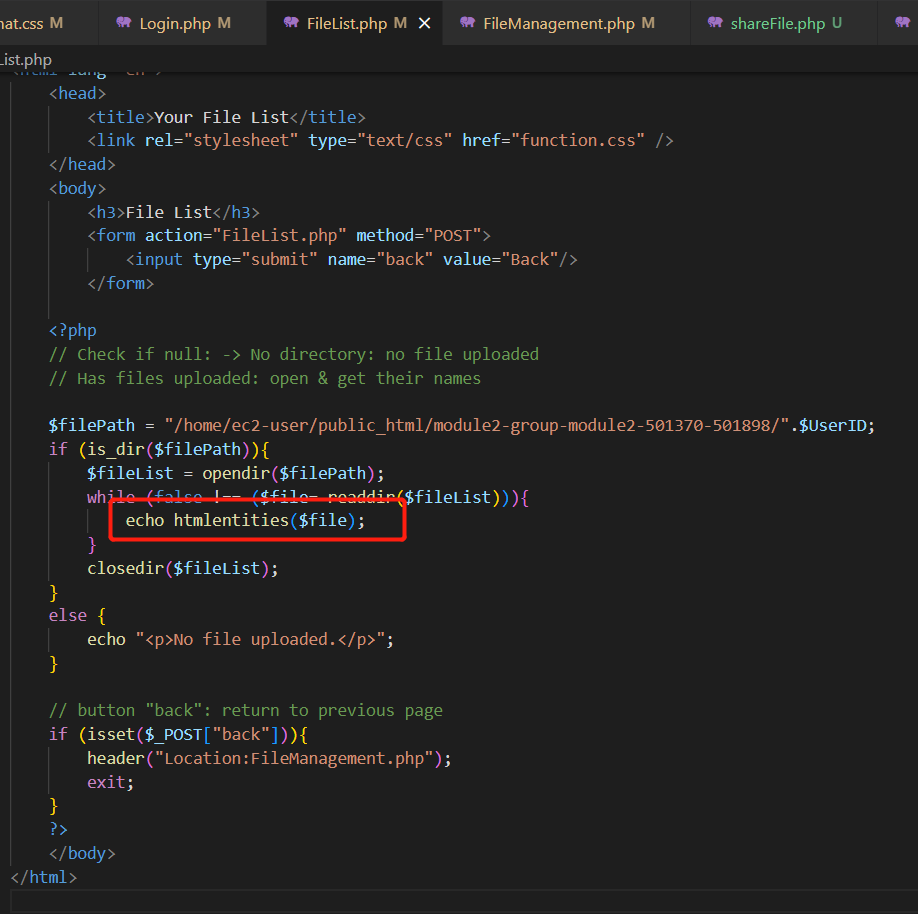 nat.css M Login.php M FileList.php M × FileManagement.php M shareFile.php U
List.php
<html lang="en">
<head>
<title>Your File List</title>
<link rel="stylesheet" type="text/css" href="function.css" />
</head>
<body>
<h3>File List</h3>
<form action="FileList.php" method="POST">
<input type="submit" name="back" value="Back"/>
</form>
<?php
// Check if null: -> No directory: no file uploaded
// Has files uploaded: open & get their names
$filePath = "/home/ec2-user/public_html/module2-group-module2-501370-501898/".$UserID;
if (is_dir($filePath)){
$fileList = opendir($filePath);
while (false !== ($file= readdir($fileList))){
echo htmlentities($file);
}
closedir($fileList);
}
else {
echo "<p>No file uploaded.</p>";
}
// button "back": return to previous page
if (isset($_POST["back"])){
header("Location:FileManagement.php");
exit;
}
?>
</body>
</html>